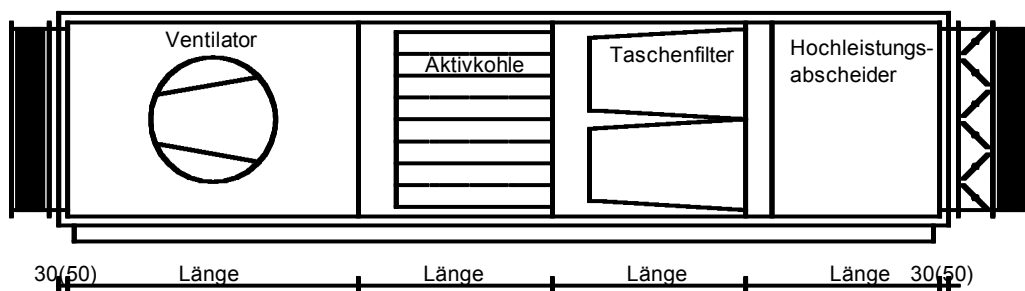 Ventilator
Aktivkohle
Taschenfilter
Hochleistungs-
abscheider
30(50) Länge Länge Länge Länge 30(50)